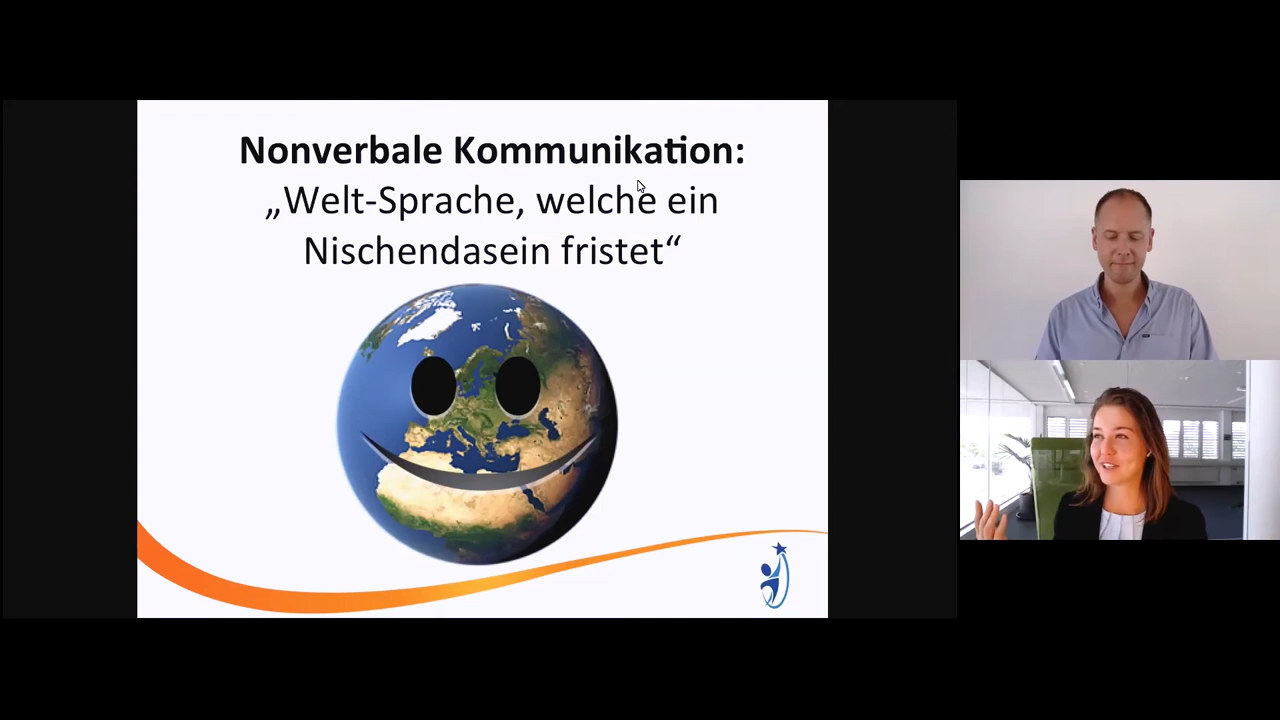 Nonverbale Kommunikation:
„Welt-Sprache, welche ein
Nischendasein fristet“